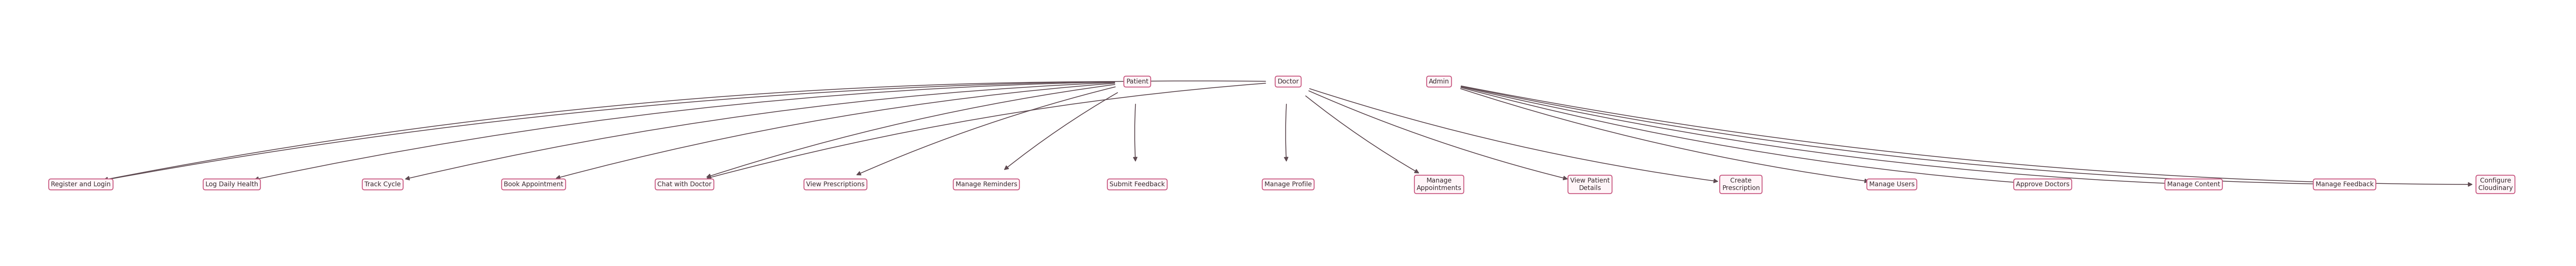 Patient
Doctor
Admin
Register and Login
Log Daily Health
Track Cycle
Book Appointment
Chat with Doctor
View Prescriptions
Manage Reminders
Submit Feedback
Manage Profile
Manage
Appointments
View Patient
Details
Create
Prescription
Manage Users
Approve Doctors
Manage Content
Manage Feedback
Configure
Cloudinary